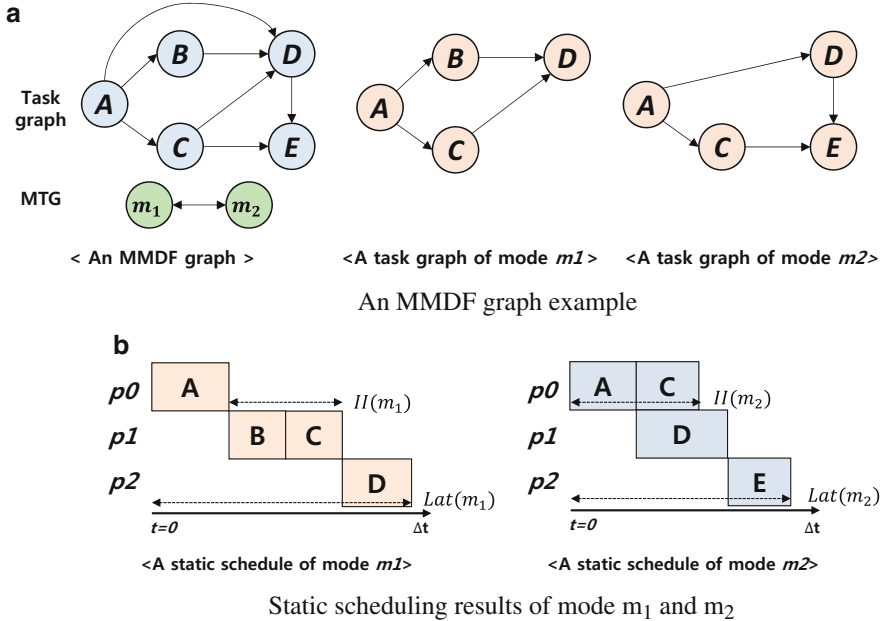 a
A
B
C
D
E
Task
graph
MTG
m₁
m₂
A
B
C
D
A
C
D
E
< An MMDF graph >
<A task graph of mode m1 >
<A task graph of mode m2>
An MMDF graph example
b
p0
A
II(m₁)
p1
B
C
p2
D
Lat(m₁)
t=0
Δt
<A static schedule of mode m1>
p0
A
C
II(m₂)
p1
D
p2
E
Lat(m₂)
t=0
Δt
<A static schedule of mode m2>
Static scheduling results of mode m₁ and m₂